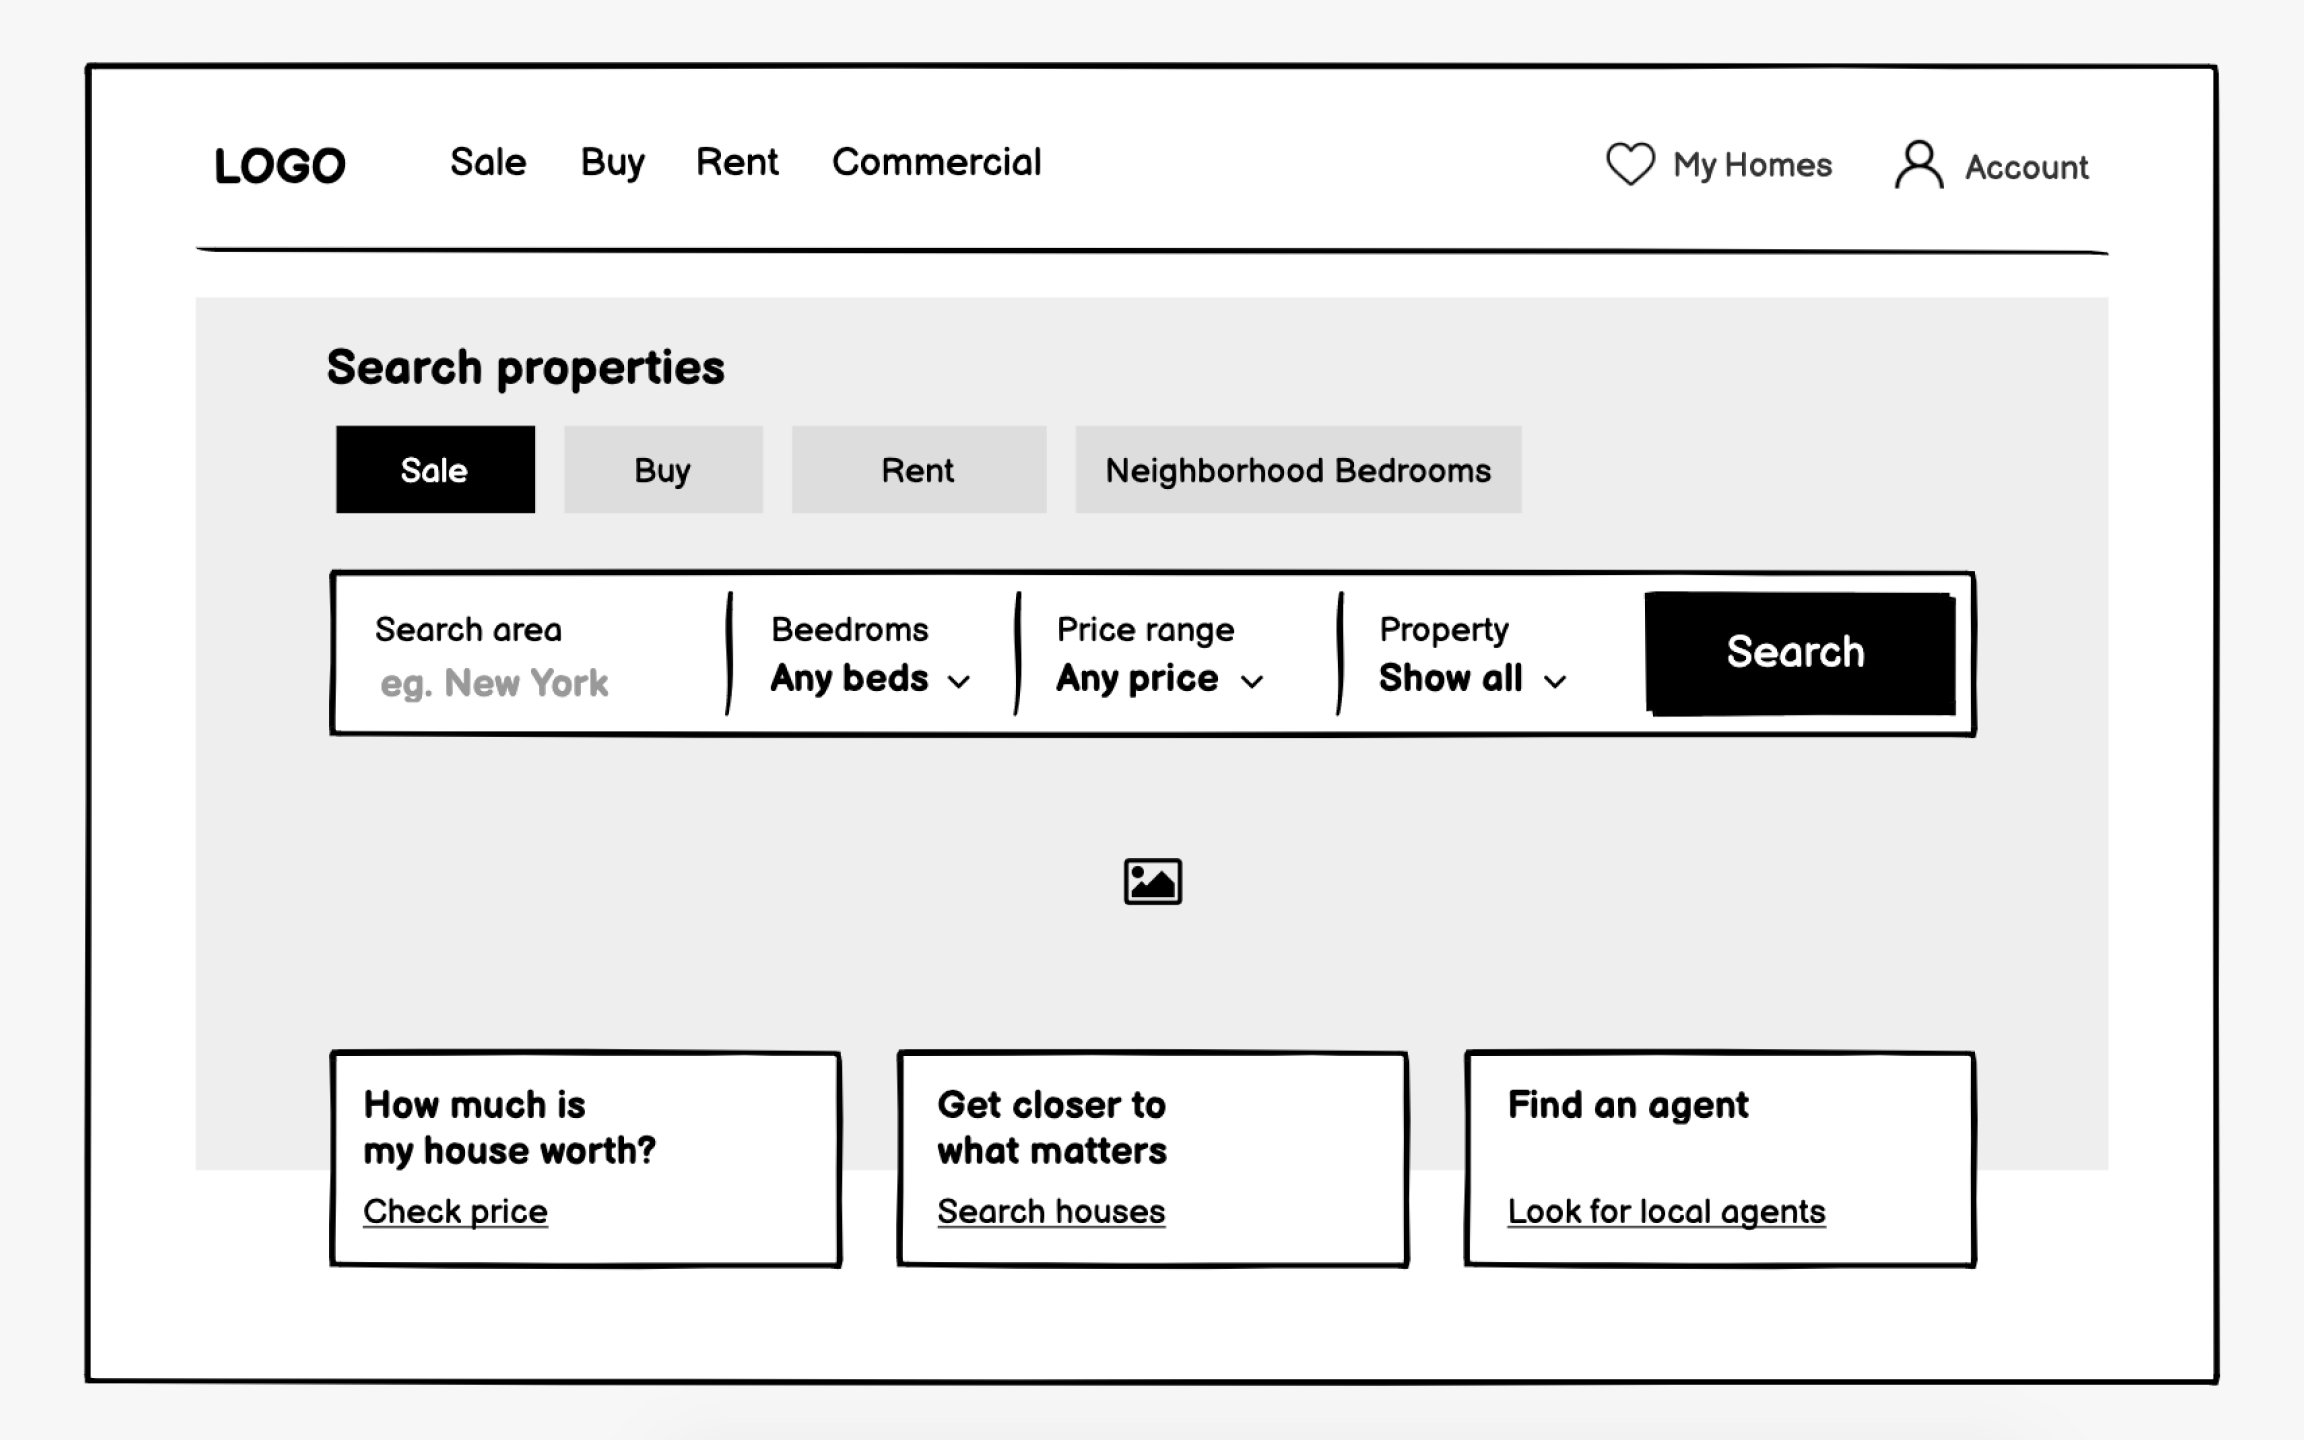 LOGO Sale Buy Rent Commercial My Homes Account
Search properties
Sale Buy Rent Neighborhood Bedrooms
Search area
eg. New York
Beedroms
Any beds
Price range
Any price
Property
Show all
Search
How much is
my house worth?
Check price
Get closer to
what matters
Search houses
Find an agent
Look for local agents